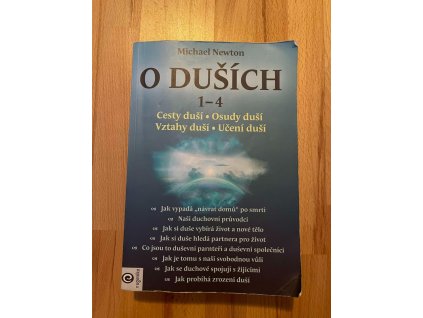 Michael Newton
O DUŠÍCH
1–4
Cesty duší • Osudy duší
Vztahy duší • Učení duší
Jak vypadá „návrat domů“ po smrti
Naši duchovní průvodci
Jak si duše vybírá život a nové tělo
Jak si duše hledá partnera pro život
Co jsou to duševní partneři a duševní společníci
Jak je tomu s naší svobodnou vůlí
Jak se duchové spojují s žijícími
Jak probíhá zrození duší
eugenika